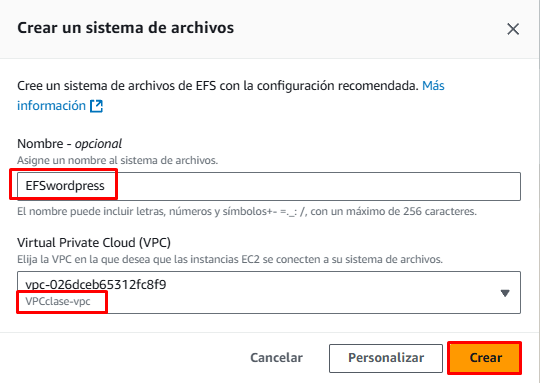 Crear un sistema de archivos
Cree un sistema de archivos de EFS con la configuración recomendada. Más
información
Nombre - opcional
Asigne un nombre al sistema de archivos.
EFSwordpress
El nombre puede incluir letras, números y símbolos+- =._: /, con un máximo de 256 caracteres.
Virtual Private Cloud (VPC)
Elija la VPC en la que desea que las instancias EC2 se conecten a su sistema de archivos.
vpc-026dceb65312fc8f9
VPCclase-vpc
Cancelar Personalizar Crear